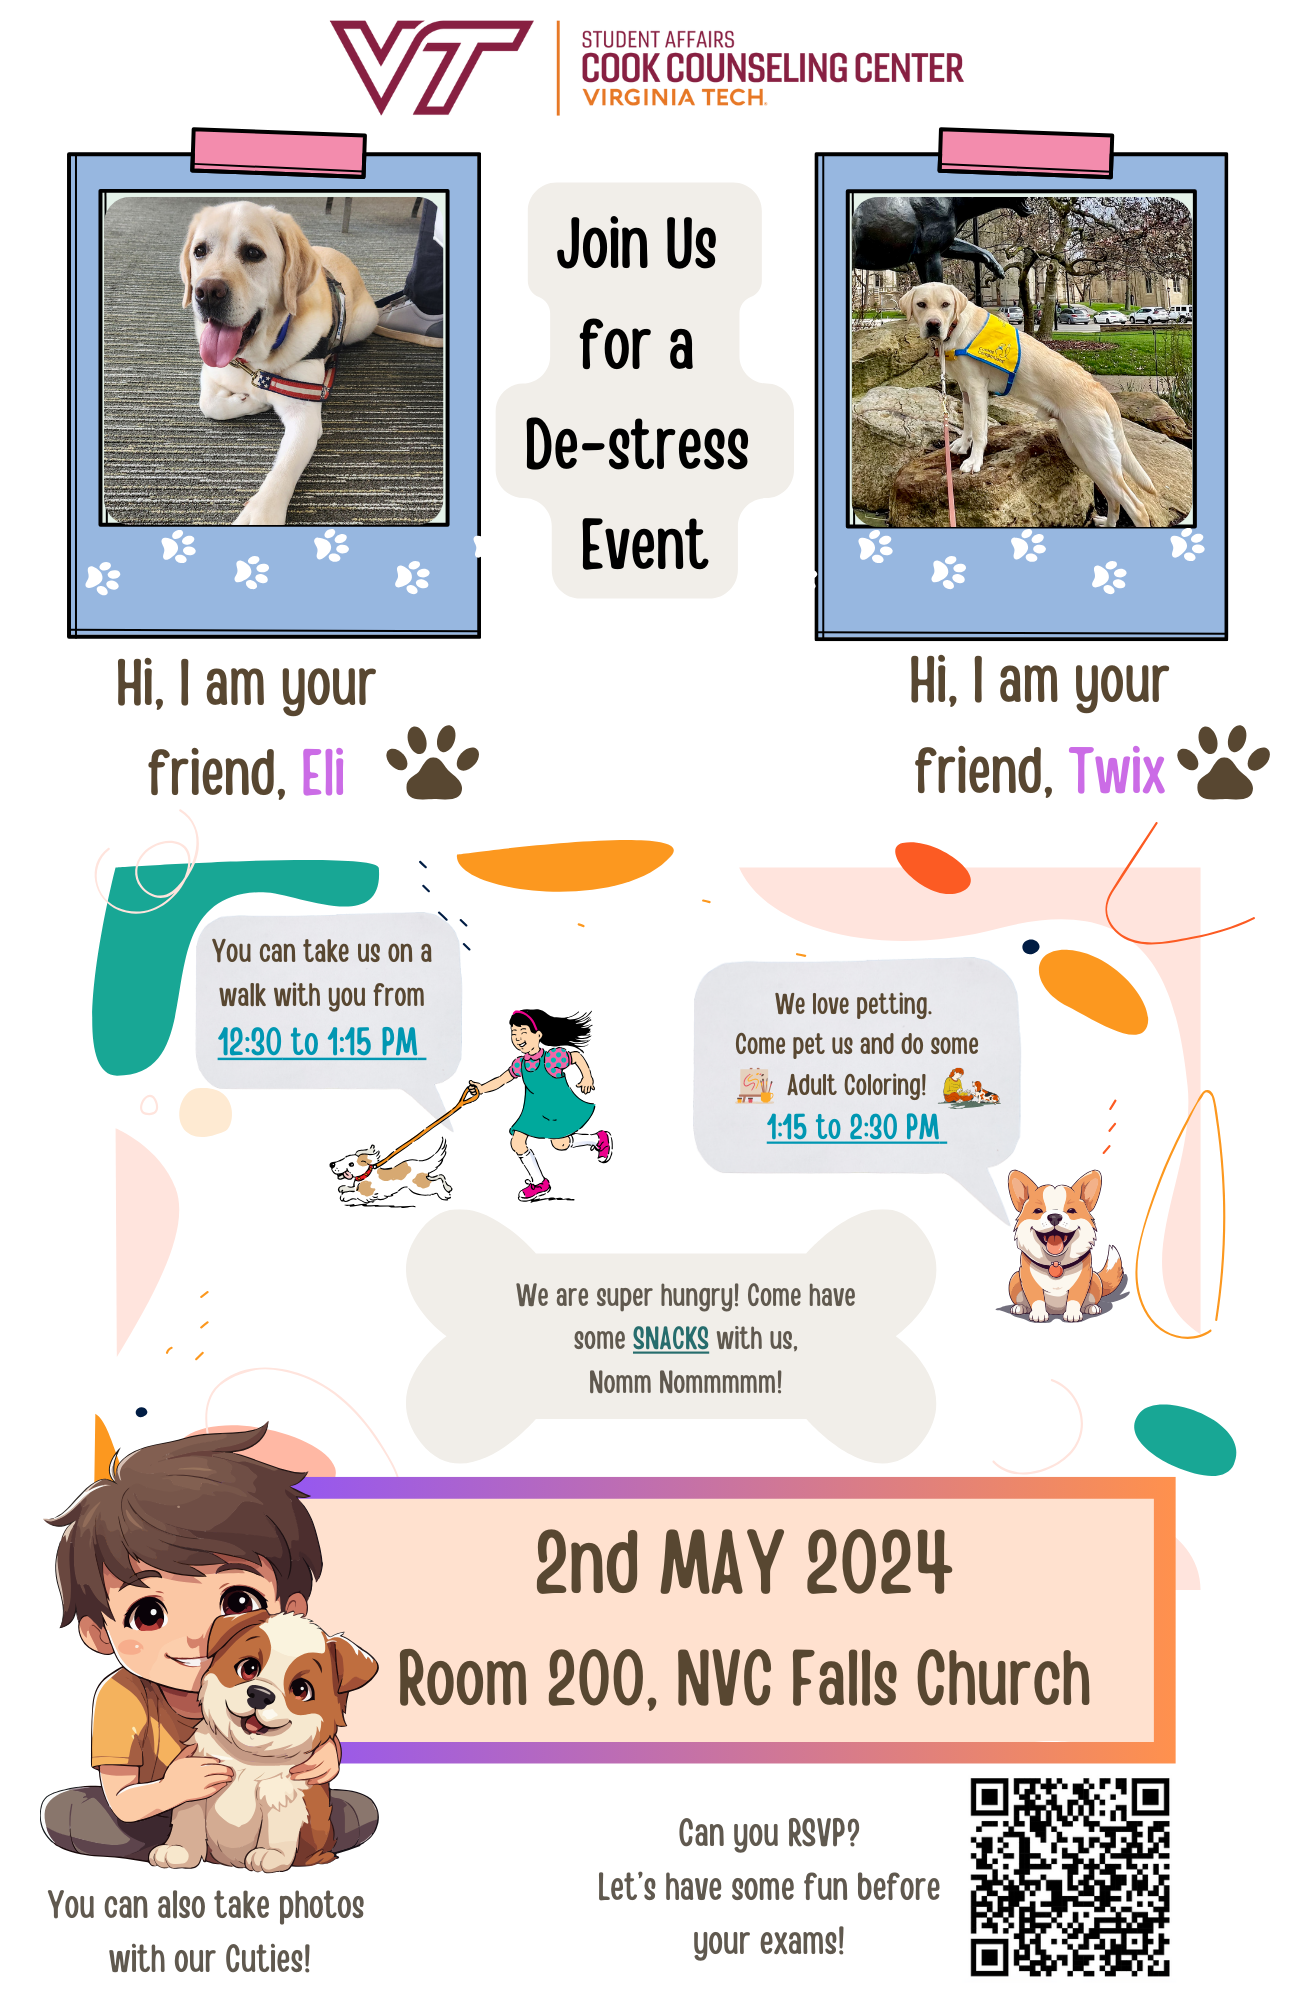 VT
STUDENT AFFAIRS
COOK COUNSELING CENTER
VIRGINIA TECH.
Join Us
for a
De-stress
Event
Hi, I am your
friend, Eli
Hi, I am your
friend, Twix
You can take us on a
walk with you from
12:30 to 1:15 PM
We love petting.
Come pet us and do some
Adult Coloring!
1:15 to 2:30 PM
We are super hungry! Come have
some SNACKS with us,
Nomm Nommmmm!
2nd MAY 2024
Room 200, NVC Falls Church
Can you RSVP?
Let's have some fun before
your exams!
You can also take photos
with our Cuties!